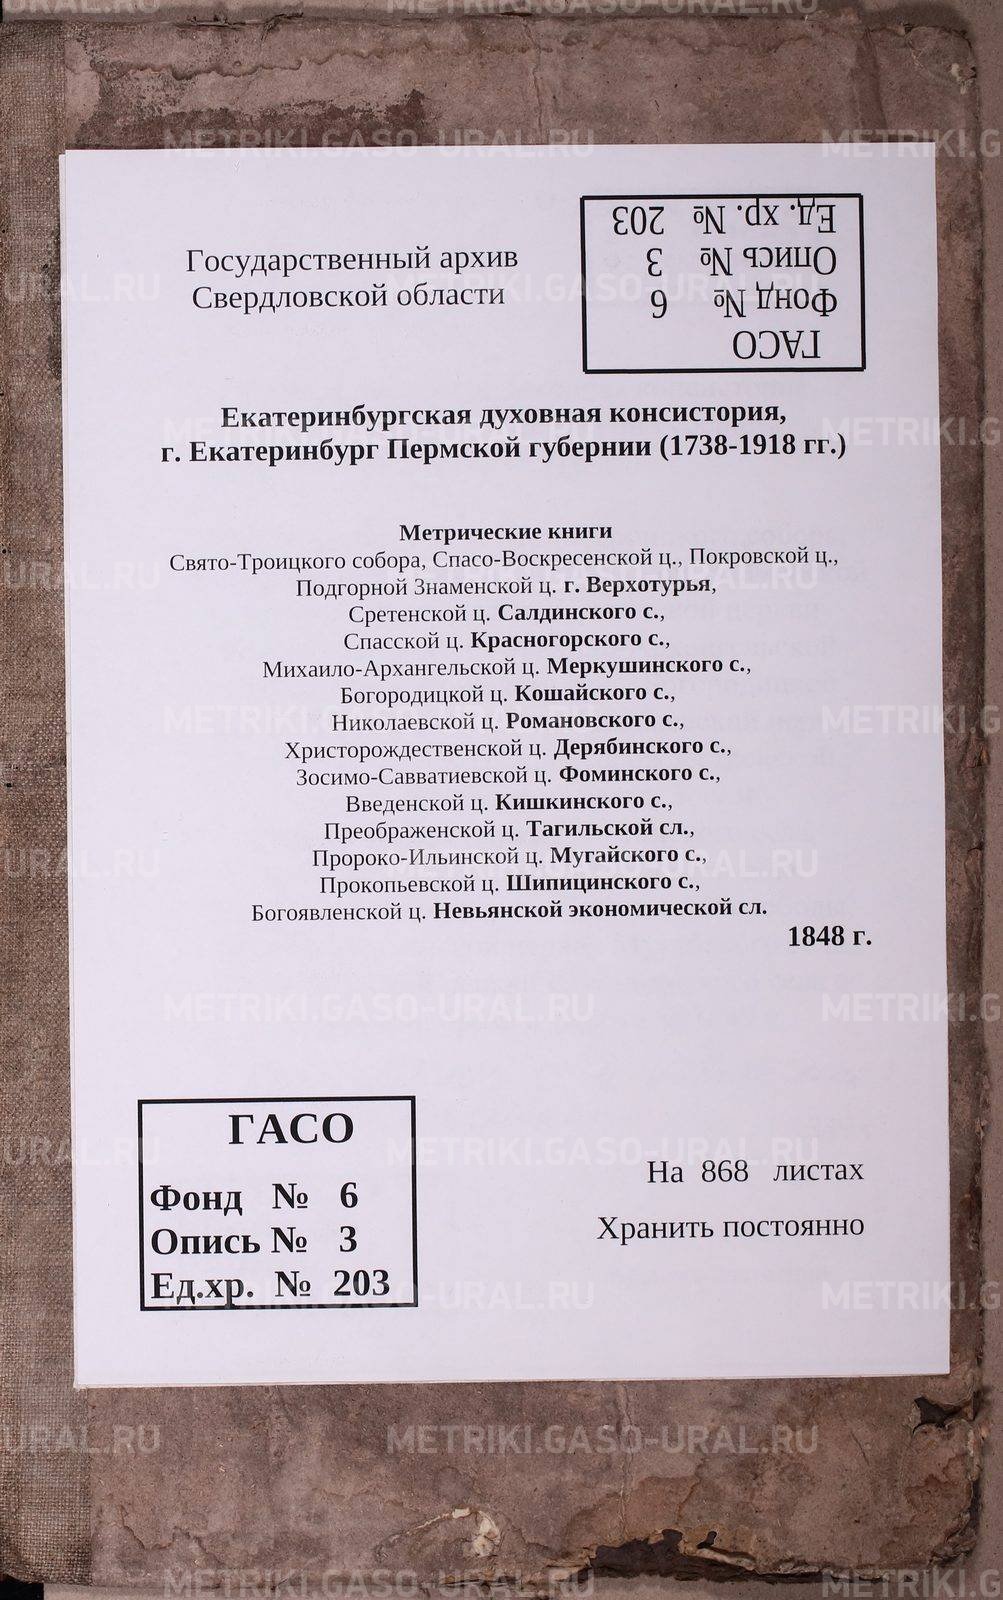 Государственный архив
Свердловской области
ГАСО
Фонд № 6
Опись № 3
Ед. хр. № 203
Екатеринбургская духовная консистория,
г. Екатеринбург Пермской губернии (1738-1918 гг.)
Метрические книги
Свято-Троицкого собора, Спасо-Воскресенской ц., Покровской ц.,
Подгорной Знаменской ц. г. Верхотурья,
Сретенской ц. Салдинского с.,
Спасской ц. Красногорского с.,
Михаило-Архангельской ц. Меркушинского с.,
Богородицкой ц. Кошайского с.,
Николаевской ц. Романовского с.,
Христорождественской ц. Дерябинского с.,
Зосимо-Савватиевской ц. Фоминского с.,
Введенской ц. Кишкинского с.,
Преображенской ц. Тагильской сл.,
Пророко-Ильинской ц. Мугайского с.,
Прокопьевской ц. Шипицинского с.,
Богоявленской ц. Невьянской экономической сл.
1848 г.
ГАСО
Фонд № 6
Опись № 3
Ед.хр. № 203
На 868 листах
Хранить постоянно
METRIKI.GASO-URAL.RU